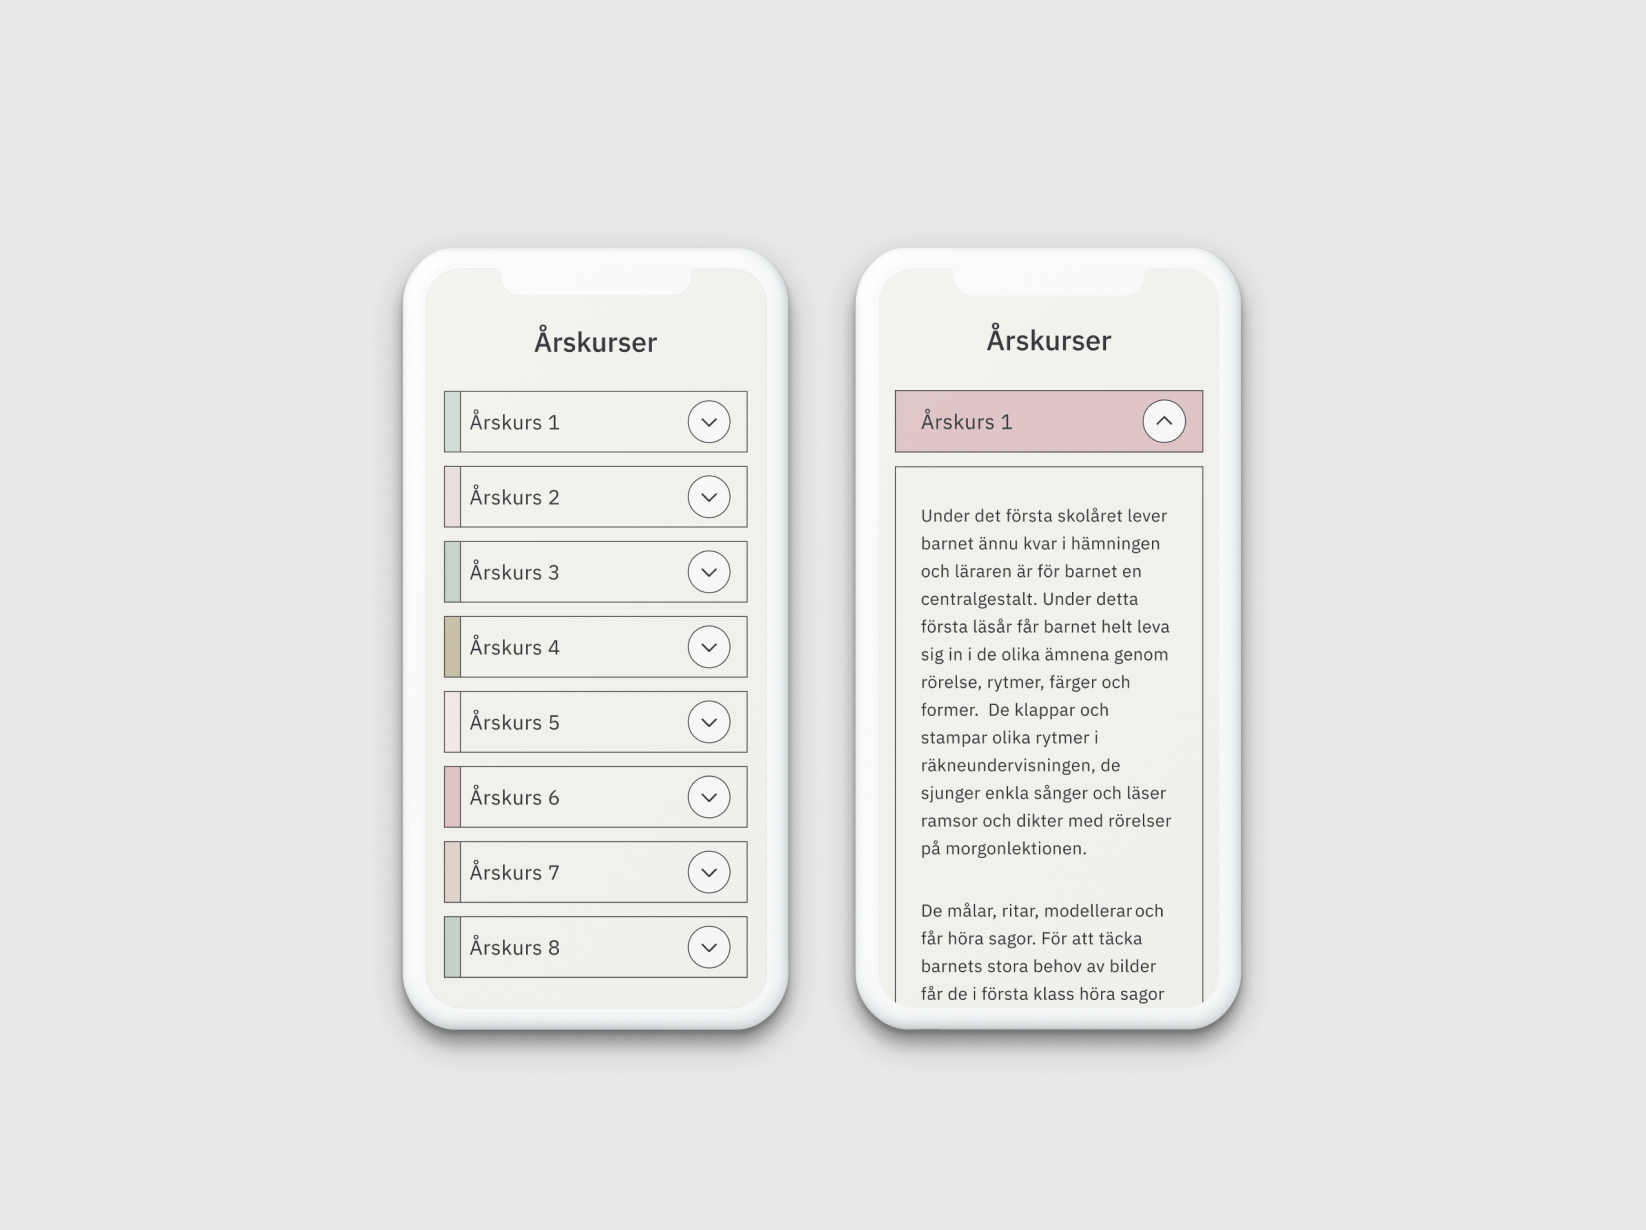 Årskurser
Årskurs 1
Årskurs 2
Årskurs 3
Årskurs 4
Årskurs 5
Årskurs 6
Årskurs 7
Årskurs 8
Årskurser
Årskurs 1
Under det första skolåret lever
barnet ännu kvar i hämningen
och läraren är för barnet en
centralgestalt. Under detta
första läsår får barnet helt leva
sig in i de olika ämnena genom
rörelse, rytmer, färger och
former.  De klappar och
stampar olika rytmer i
räkneundervisningen, de
sjunger enkla sånger och läser
ramsor och dikter med rörelser
på morgonlektionen.
De målar, ritar, modellerar och
får höra sagor. För att täcka
barnets stora behov av bilder
får de i första klass höra sagor